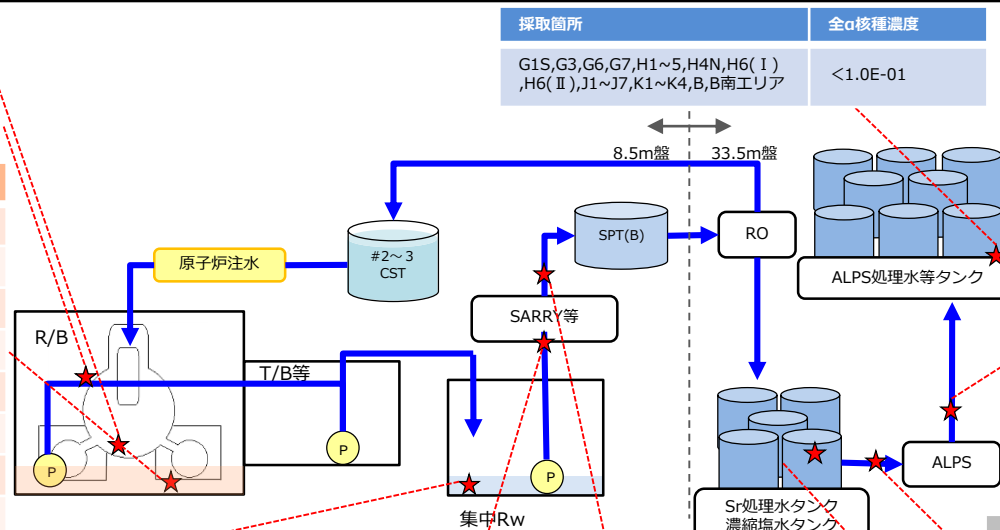 採取箇所
全α核種濃度
G1S,G3,G6,G7,H1~5,H4N,H6(Ⅰ)
,H6(Ⅱ),J1~J7,K1~K4,B,B南エリア
<1.0E-01
8.5m盤
33.5m盤
SPT(B)
RO
#2～3
CST
原子炉注水
ALPS処理水等タンク
SARRY等
R/B
T/B等
P
P
P
ALPS
集中Rw
Sr処理水タンク
濃縮塩水タンク